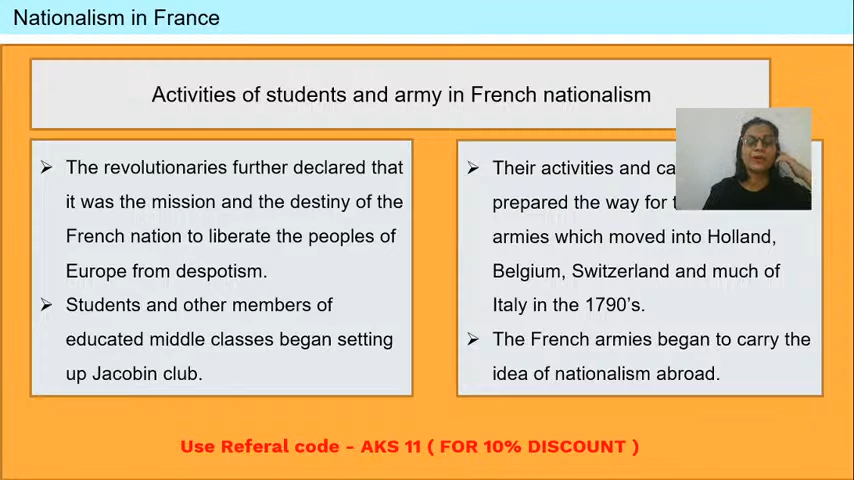 Nationalism in France
Activities of students and army in French nationalism
➢ The revolutionaries further declared that
it was the mission and the destiny of the
French nation to liberate the peoples of
Europe from despotism.
➢ Students and other members of
educated middle classes began setting
up Jacobin club.
➢ Their activities and
prepared the way for
armies which moved into Holland,
Belgium, Switzerland and much of
Italy in the 1790's.
➢ The French armies began to carry the
idea of nationalism abroad.
Use Referal code - AKS 11 ( FOR 10% DISCOUNT )